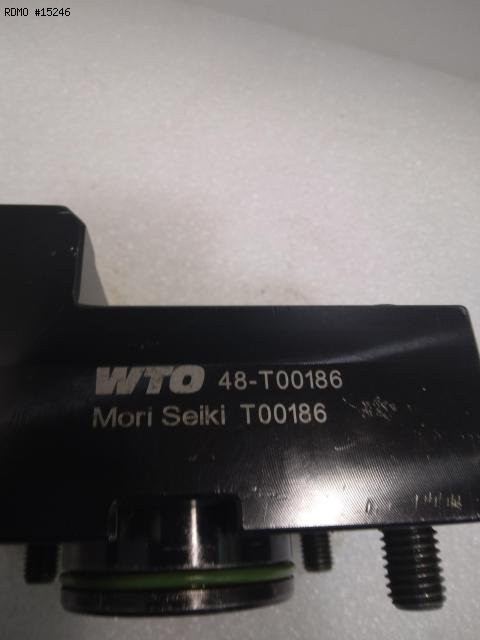 RDMO #15246
WTO 48-T00186
Mori Seiki T00186